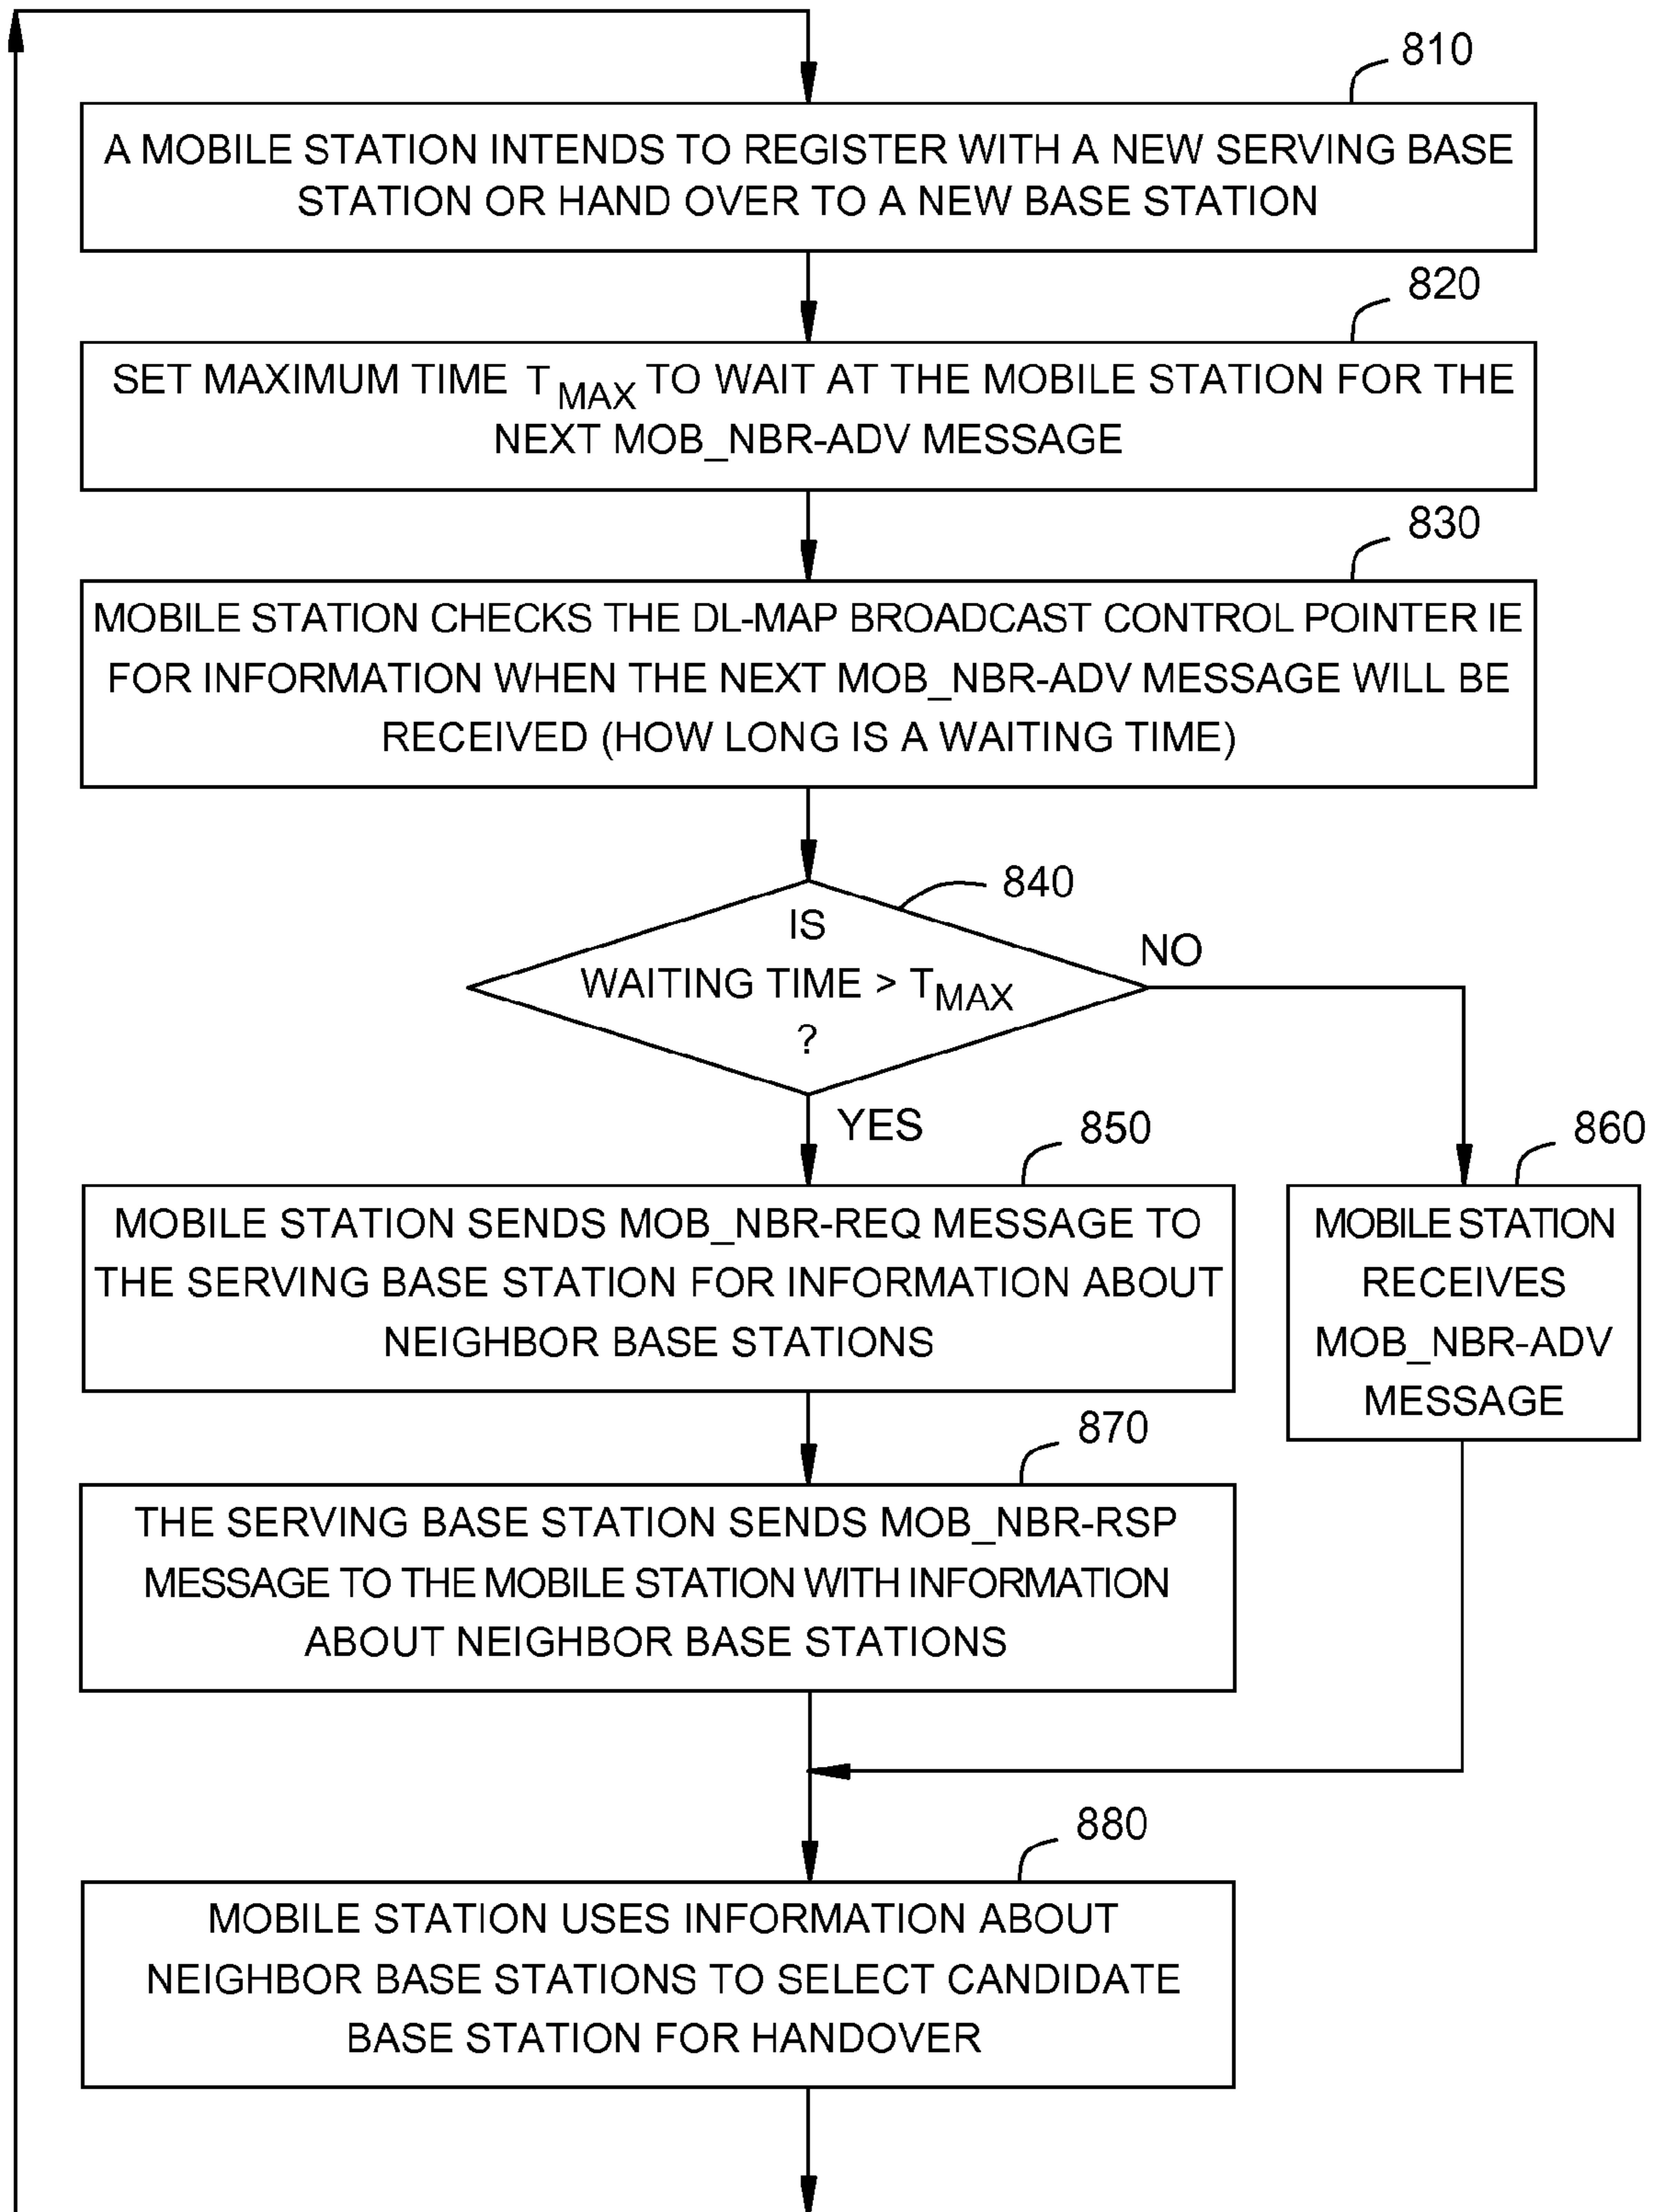 810
A MOBILE STATION INTENDS TO REGISTER WITH A NEW SERVING BASE
STATION OR HAND OVER TO A NEW BASE STATION
820
SET MAXIMUM TIME TMAX TO WAIT AT THE MOBILE STATION FOR THE
NEXT MOB_NBR-ADV MESSAGE
830
MOBILE STATION CHECKS THE DL-MAP BROADCAST CONTROL POINTER IE
FOR INFORMATION WHEN THE NEXT MOB_NBR-ADV MESSAGE WILL BE
RECEIVED (HOW LONG IS A WAITING TIME)
840
IS
WAITING TIME > TMAX
?
NO
YES
850
MOBILE STATION SENDS MOB_NBR-REQ MESSAGE TO
THE SERVING BASE STATION FOR INFORMATION ABOUT
NEIGHBOR BASE STATIONS
860
MOBILE STATION
RECEIVES
MOB_NBR-ADV
MESSAGE
870
THE SERVING BASE STATION SENDS MOB_NBR-RSP
MESSAGE TO THE MOBILE STATION WITH INFORMATION
ABOUT NEIGHBOR BASE STATIONS
880
MOBILE STATION USES INFORMATION ABOUT
NEIGHBOR BASE STATIONS TO SELECT CANDIDATE
BASE STATION FOR HANDOVER